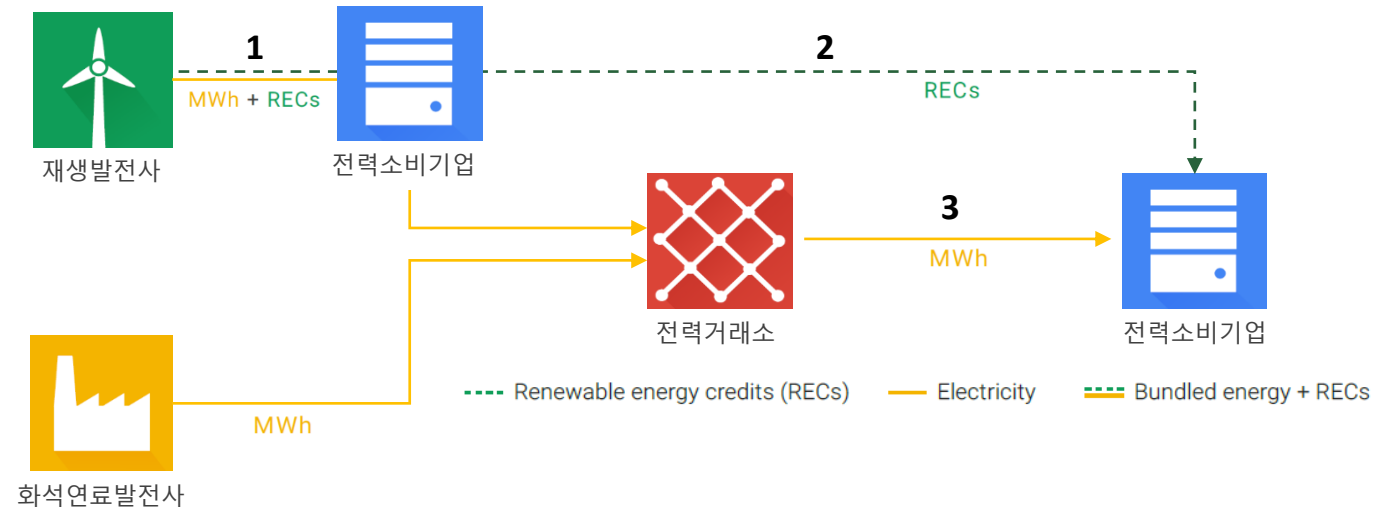 1
2
MWh + RECs
RECs
재생발전사
전력소비기업
3
MWh
전력거래소
전력소비기업
Renewable energy credits (RECs)
Electricity
Bundled energy + RECs
MWh
화석연료발전사